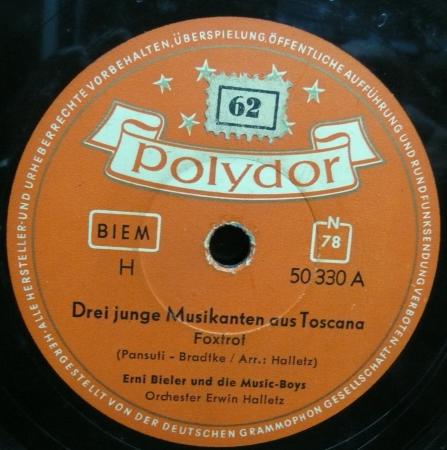 ALLE HERSTELLER- UND URHEBERRECHTE VORBEHALTEN, ÜBERSPIELUNG, ÖFFENTLICHE AUFFÜHRUNG UND RUNDFUNKSENDUNG VERBOTEN.
62
polydor
BIEM
N
78
H
50 330 A
Drei junge Musikanten aus Toscana
Foxtrot
(Pansuti - Bradtke / Arr.: Halletz)
Erni Bieler und die Music-Boys
Orchester Erwin Halletz
HERGESTELLT VON DER DEUTSCHEN GRAMMOPHON GESELLSCHAFT